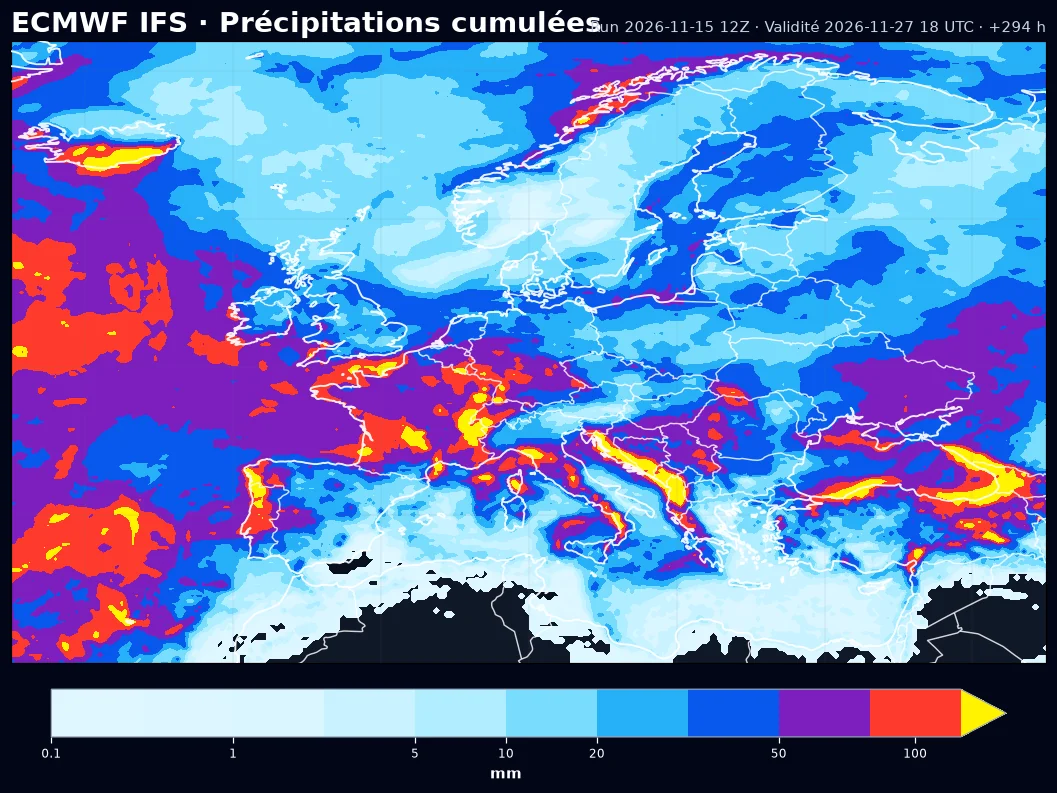 ECMWF IFS · Précipitations cumulées
Run 2026-11-15 12Z · Validité 2026-11-27 18 UTC · +294 h
0.1 1 5 10 20 50 100
mm